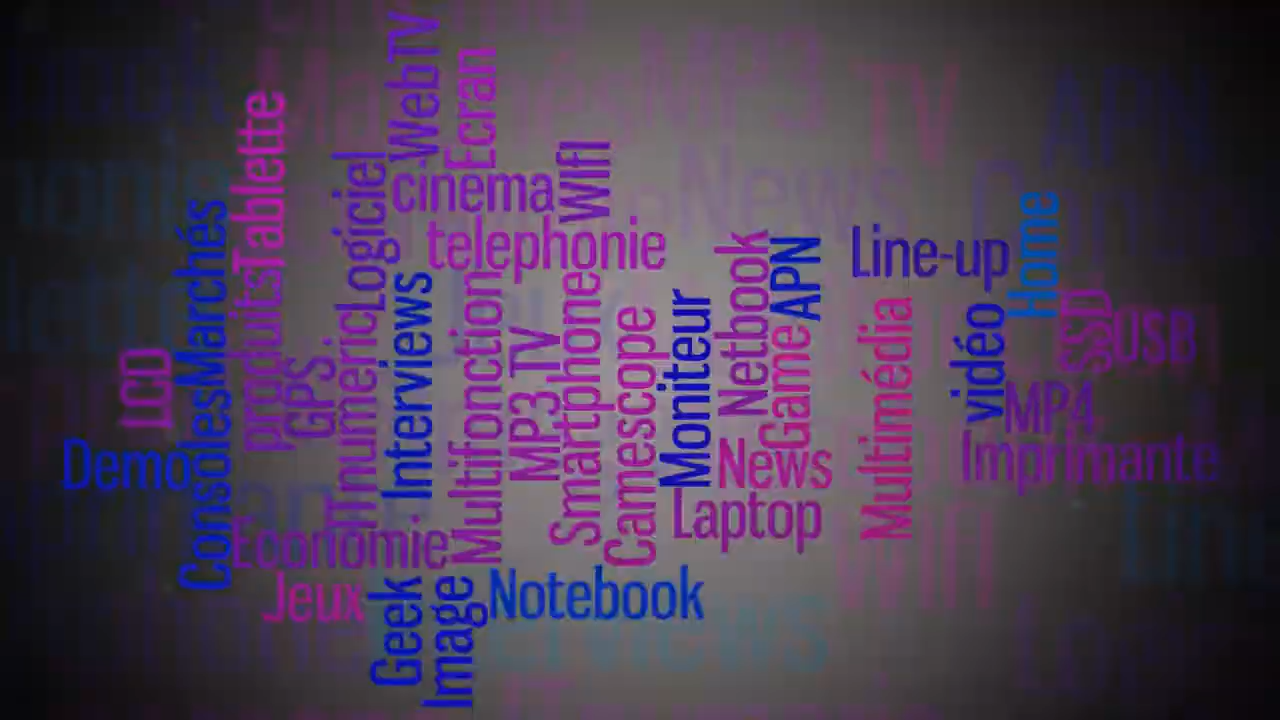 WebTV
Ecran
Tablette
Logiciel
cinema
WIFI
Marchés
telephonie
Line-up
Home
Netbook
APN
produits
Interviews
Multifonction
Smartphone
Moniteur
vidéo
SSD
USB
LCD
GPS
numeric
MP3
TV
Camescope
Game
Multimédia
MP4
Demo
Consoles
IT
News
Imprimante
Economie
Laptop
Jeux
Geek
Image
Notebook